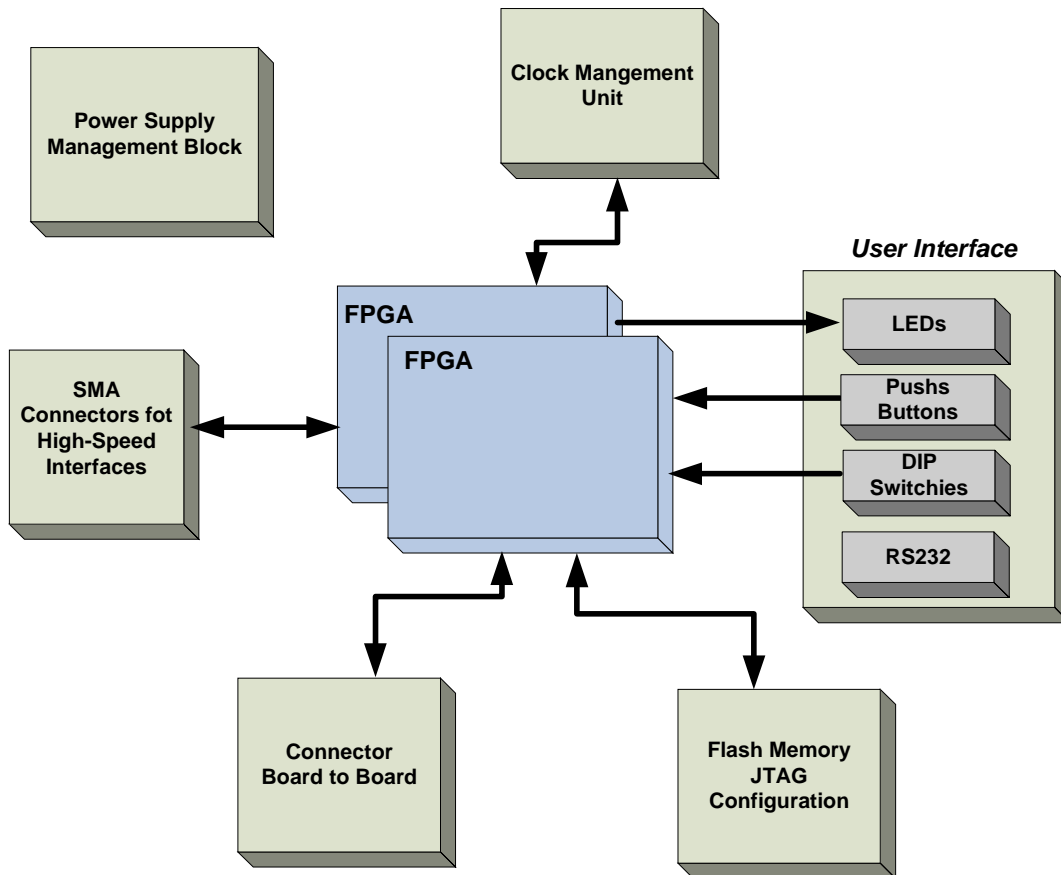 Power Supply
Management Block
Clock Mangement
Unit
User Interface
FPGA
FPGA
LEDs
Pushs
Buttons
DIP
Switchies
RS232
SMA
Connectors fot
High-Speed
Interfaces
Connector
Board to Board
Flash Memory
JTAG
Configuration